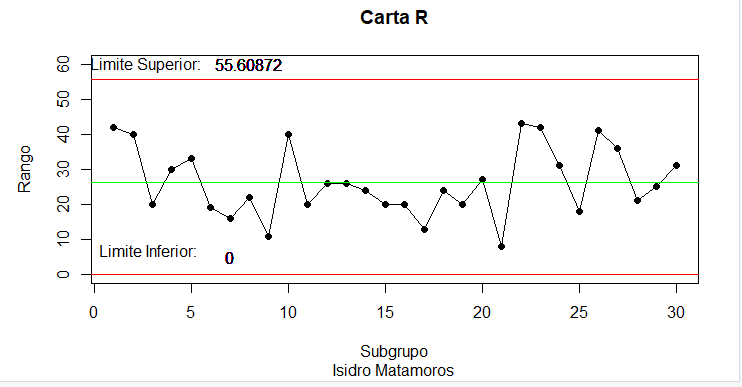 Carta R
Limite Superior: 55.60872
Limite Inferior: 0
Rango
0 10 20 30 40 50 60
0 5 10 15 20 25 30
Subgrupo
Isidro Matamoros